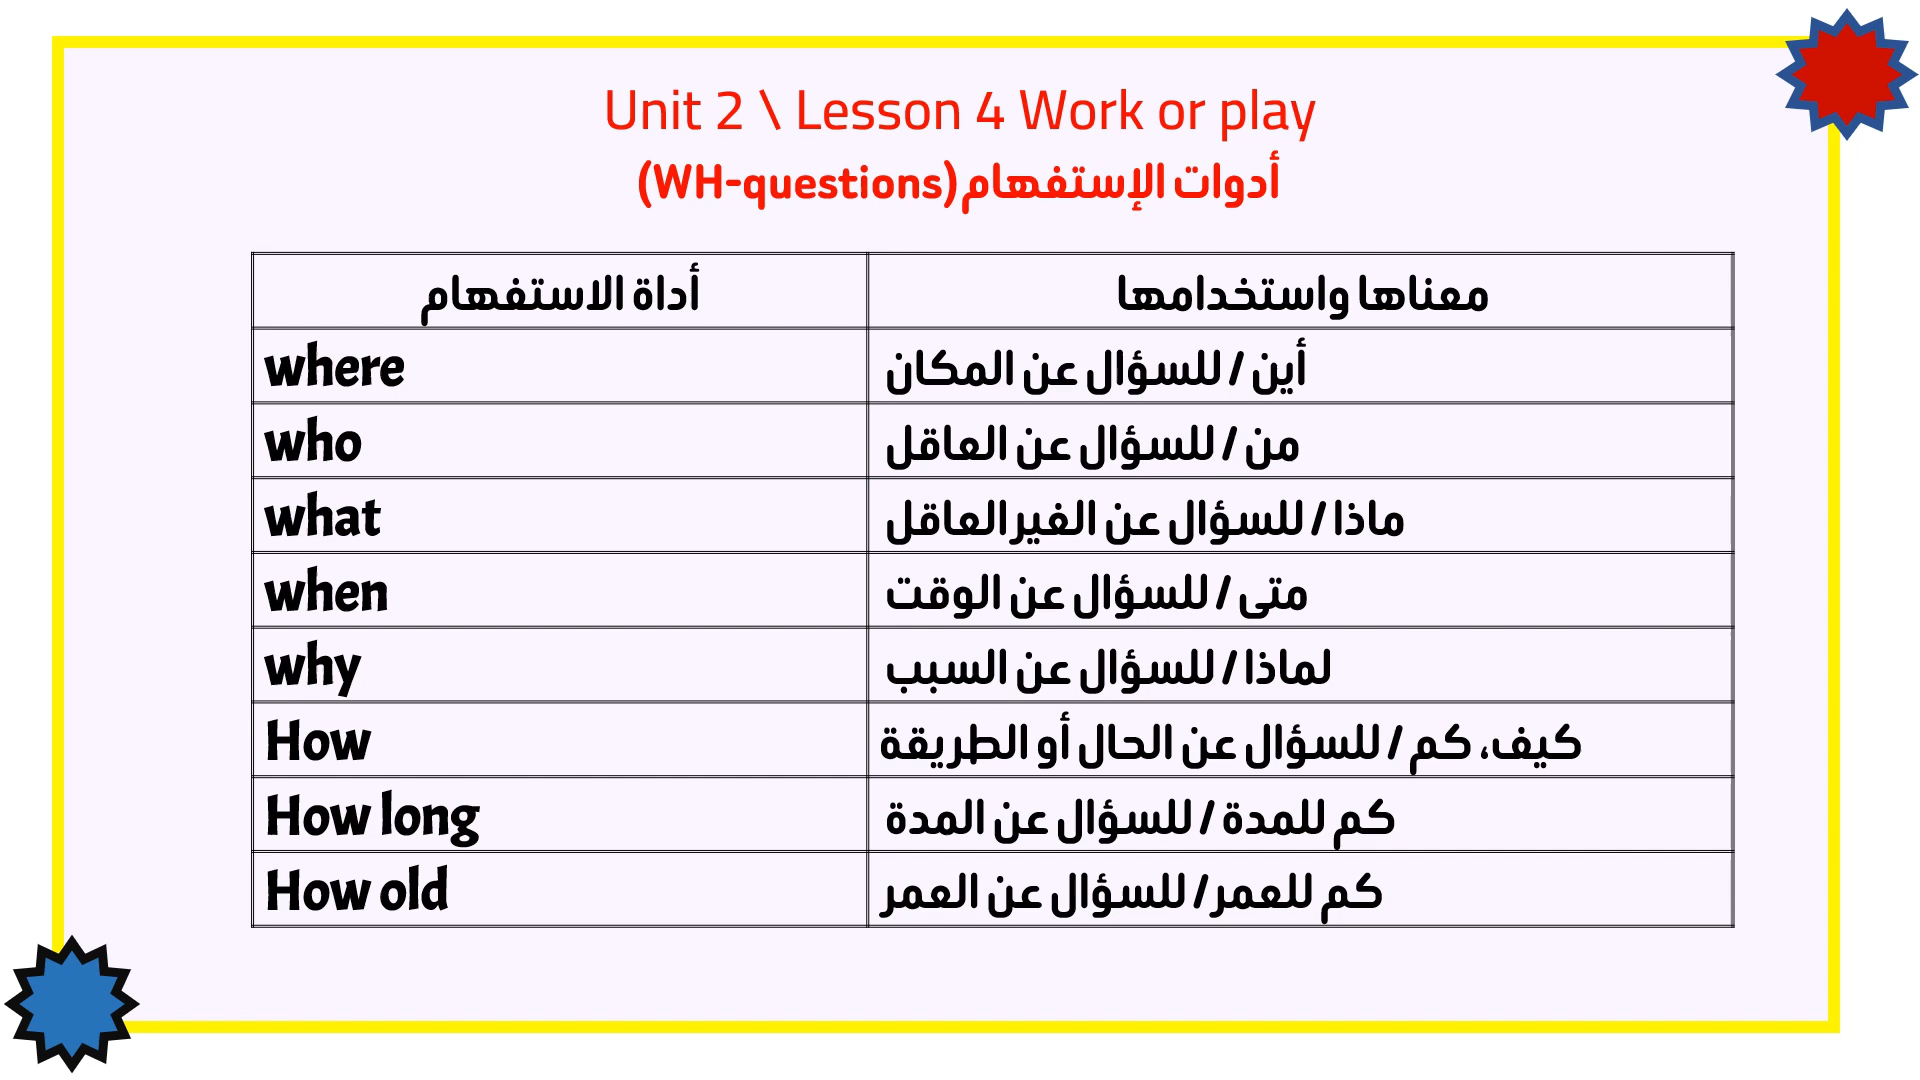 Unit 2 \ Lesson 4 Work or play
أدوات الإستفهام (WH-questions)
أداة الاستفهام	معناها واستخدامها
where	أين / للسؤال عن المكان
who	من / للسؤال عن العاقل
what	ماذا / للسؤال عن الغيرالعاقل
when	متى / للسؤال عن الوقت
why	لماذا / للسؤال عن السبب
How	كيف، كم / للسؤال عن الحال أو الطريقة
How long	كم للمدة / للسؤال عن المدة
How old	كم للعمر/ للسؤال عن العمر